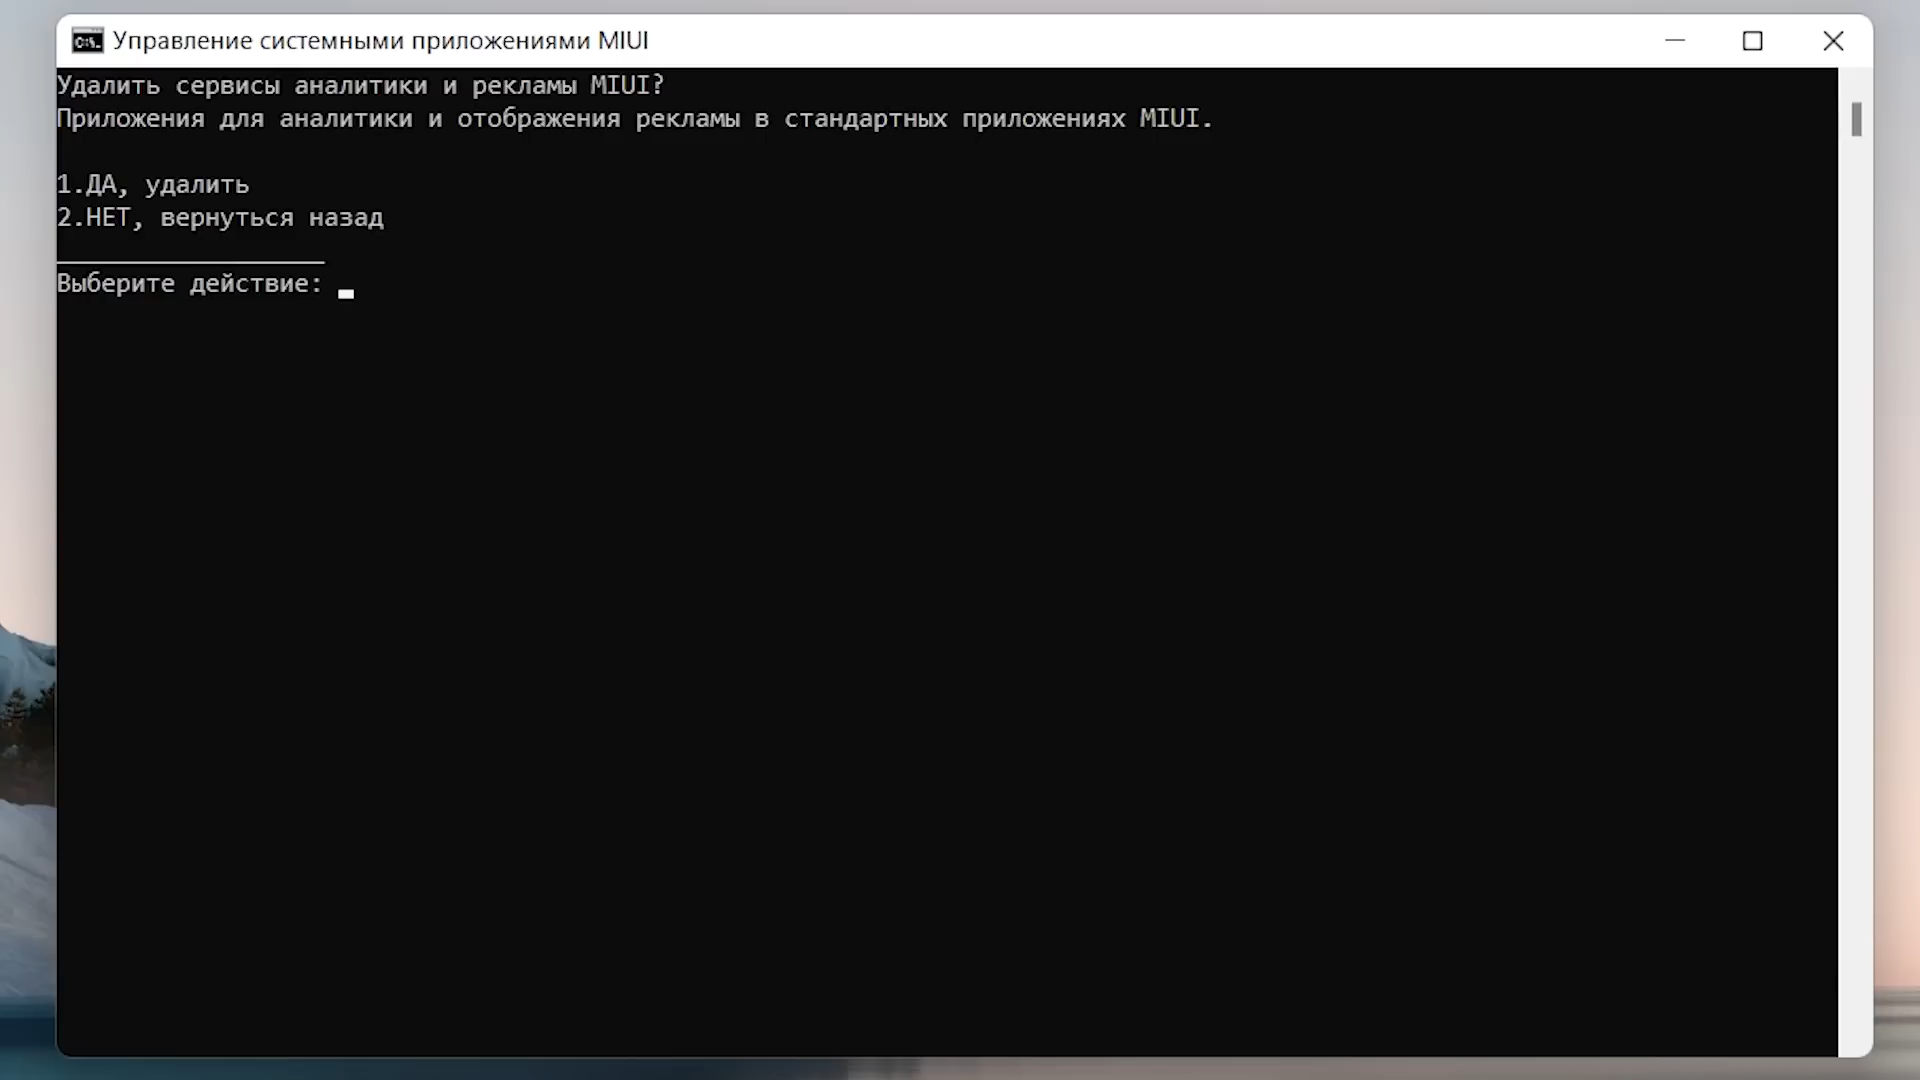 Управление системными приложениями MIUI
Удалить сервисы аналитики и рекламы MIUI?
Приложения для аналитики и отображения рекламы в стандартных приложениях MIUI.
1.ДА, удалить
2.НЕТ, вернуться назад
__________________
Выберите действие: